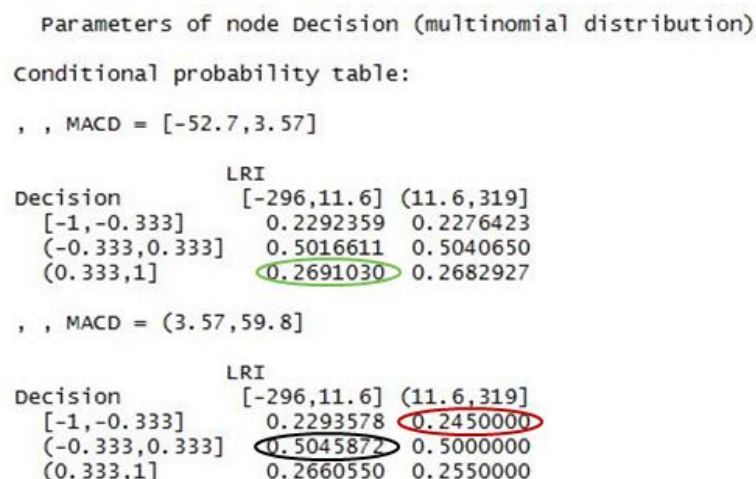 Parameters of node Decision (multinomial distribution)
Conditional probability table:
, , MACD = [-52.7,3.57]
LRI
Decision [-296,11.6] (11.6,319]
[-1,-0.333] 0.2292359 0.2276423
(-0.333,0.333] 0.5016611 0.5040650
(0.333,1] 0.2691030 0.2682927
, , MACD = (3.57,59.8]
LRI
Decision [-296,11.6] (11.6,319]
[-1,-0.333] 0.2293578 0.2450000
(-0.333,0.333] 0.5045872 0.5000000
(0.333,1] 0.2660550 0.2550000